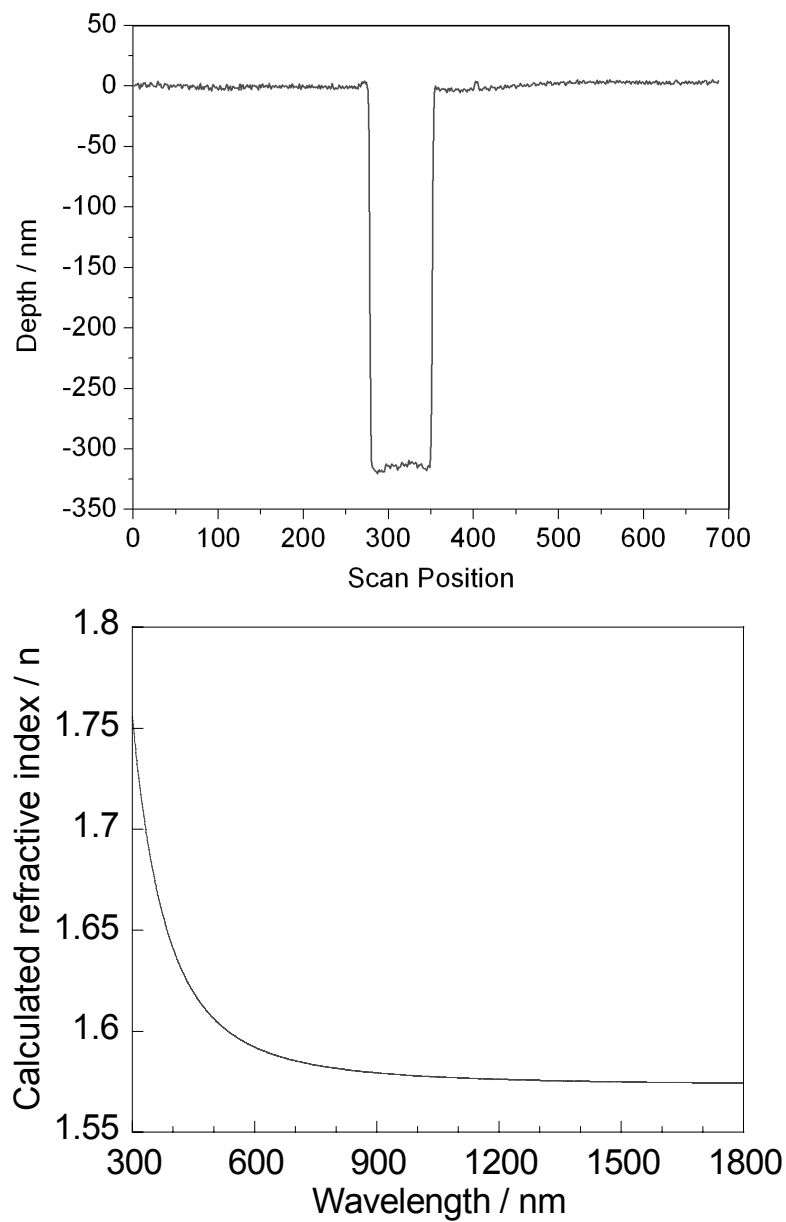 50
0
-50
-100
-150
-200
-250
-300
-350
Depth / nm
0 100 200 300 400 500 600 700
Scan Position
1.8
1.75
1.7
1.65
1.6
1.55
Calculated refractive index / n
300 600 900 1200 1500 1800
Wavelength / nm